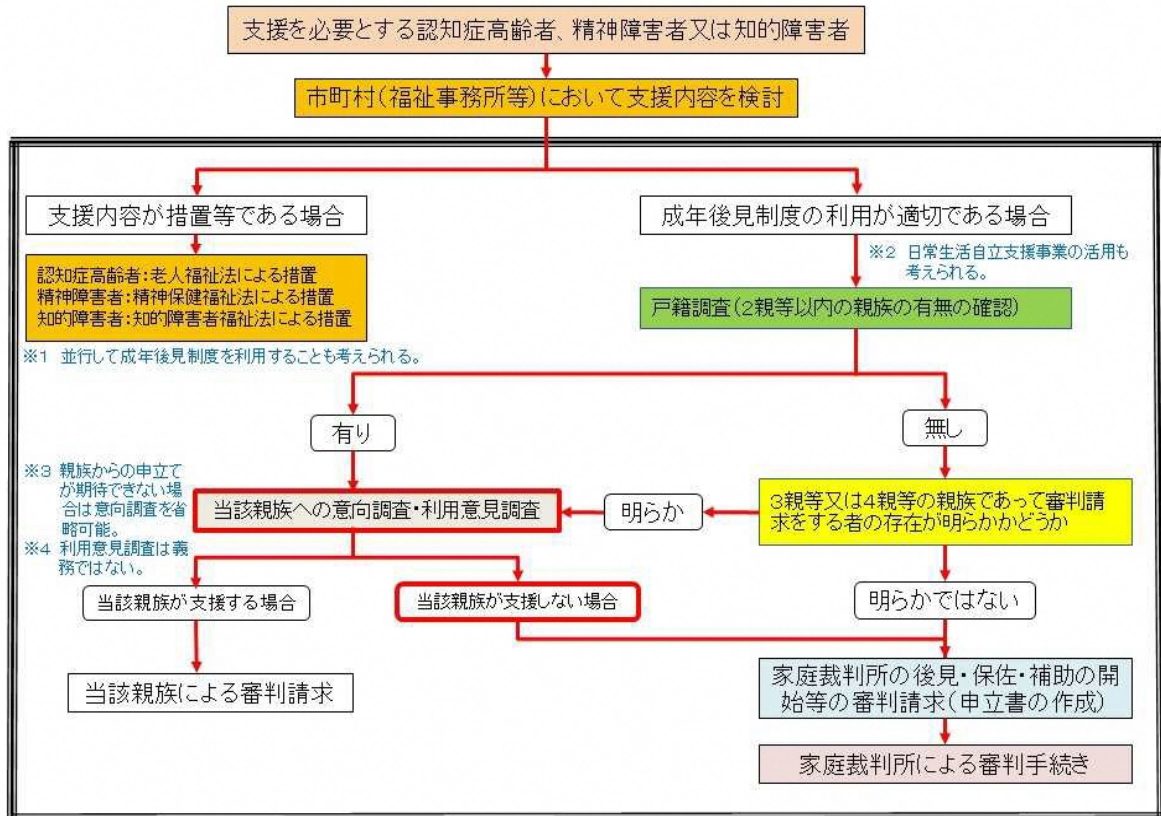 支援を必要とする認知症高齢者、精神障害者又は知的障害者
市町村(福祉事務所等)において支援内容を検討
支援内容が措置等である場合
成年後見制度の利用が適切である場合
※2 日常生活自立支援事業の活用も
考えられる。
認知症高齢者:老人福祉法による措置
精神障害者:精神保健福祉法による措置
知的障害者:知的障害者福祉法による措置
戸籍調査(2親等以内の親族の有無の確認)
※1 並行して成年後見制度を利用することも考えられる。
有り
無し
※3 親族からの申立て
が期待できない場
合は意向調査を省
略可能。
※4 利用意見調査は義
務ではない。
当該親族への意向調査・利用意見調査
明らか
3親等又は4親等の親族であって審判請
求をする者の存在が明らかかどうか
当該親族が支援する場合
当該親族が支援しない場合
明らかではない
当該親族による審判請求
家庭裁判所の後見・保佐・補助の開
始等の審判請求(申立書の作成)
家庭裁判所による審判手続き